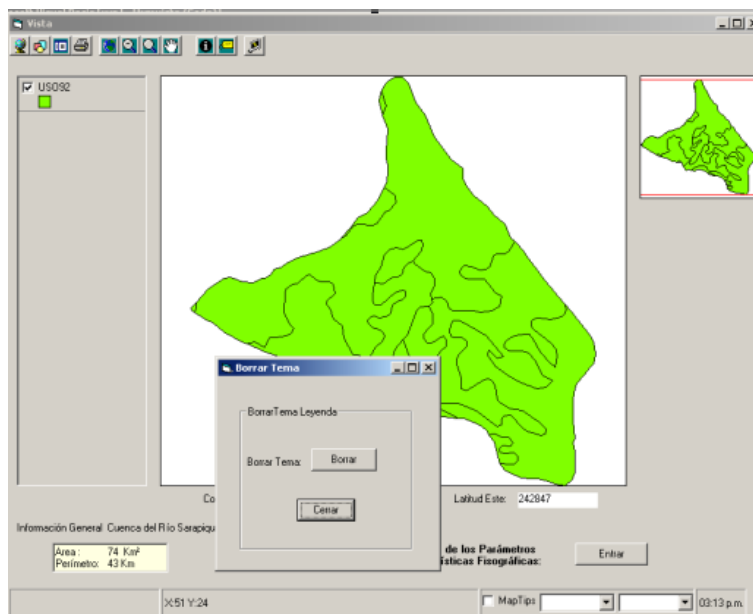 Vista
USO92
Borrar Tema
BorrarTema Leyenda
Borrar Tema:
Borrar
Cerrar
Co
Latitud Este:
242847
Información General Cuenca del Río Sarapiqu
Area : 74 Km²
Perímetro: 43 Km
de los Parámetros
ísticas Fisográficas:
Entrar
X:51 Y:24
MapTips
03:13 p.m.